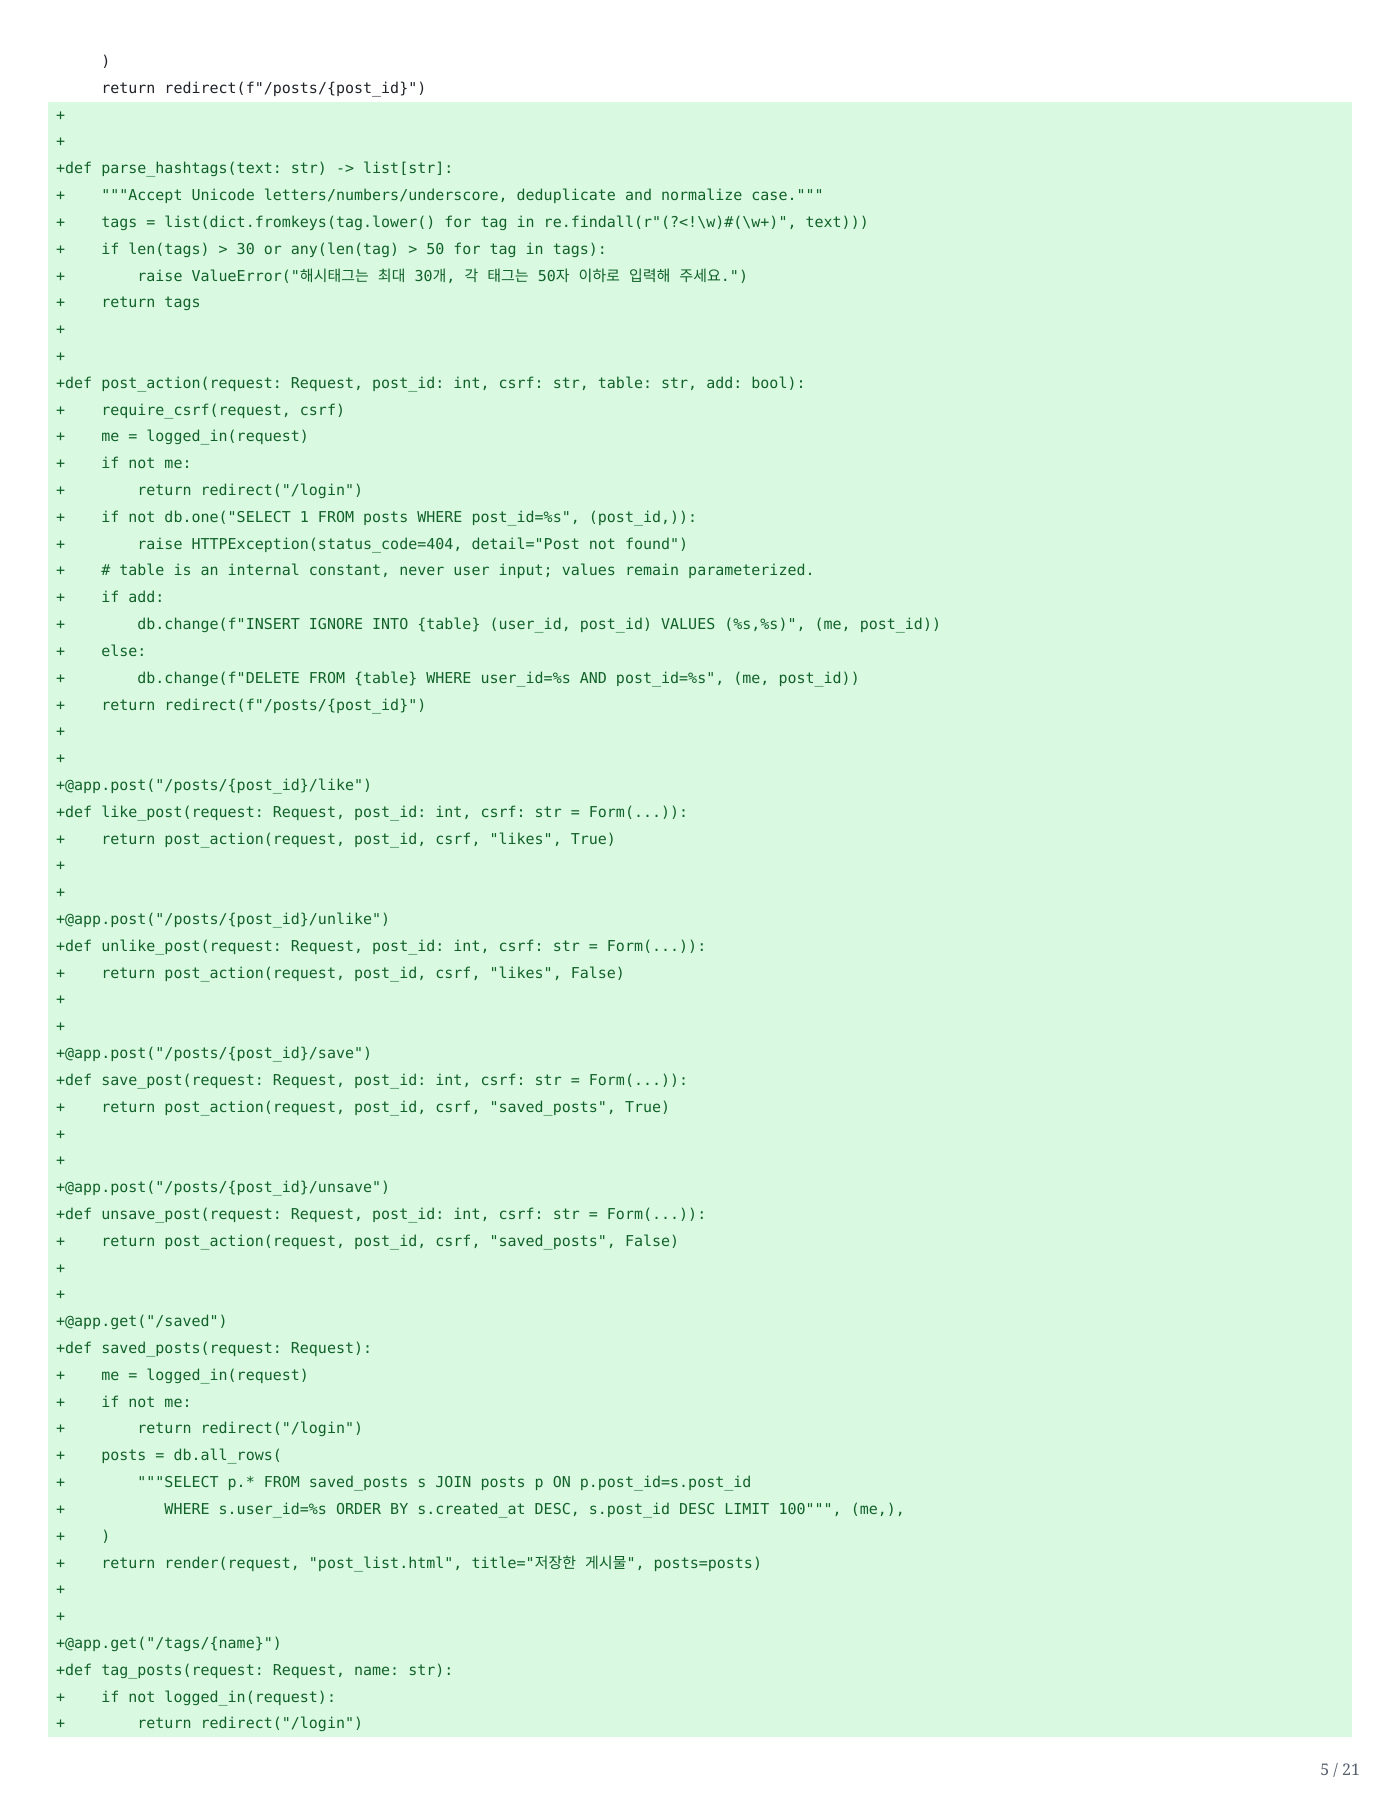 )
    return redirect(f"/posts/{post_id}")
+
+
+def parse_hashtags(text: str) -> list[str]:
+    """Accept Unicode letters/numbers/underscore, deduplicate and normalize case."""
+    tags = list(dict.fromkeys(tag.lower() for tag in re.findall(r"(?<!\w)#(\w+)", text)))
+    if len(tags) > 30 or any(len(tag) > 50 for tag in tags):
+        raise ValueError("해시태그는 최대 30개, 각 태그는 50자 이하로 입력해 주세요.")
+    return tags
+
+
+def post_action(request: Request, post_id: int, csrf: str, table: str, add: bool):
+    require_csrf(request, csrf)
+    me = logged_in(request)
+    if not me:
+        return redirect("/login")
+    if not db.one("SELECT 1 FROM posts WHERE post_id=%s", (post_id,)):
+        raise HTTPException(status_code=404, detail="Post not found")
+    # table is an internal constant, never user input; values remain parameterized.
+    if add:
+        db.change(f"INSERT IGNORE INTO {table} (user_id, post_id) VALUES (%s,%s)", (me, post_id))
+    else:
+        db.change(f"DELETE FROM {table} WHERE user_id=%s AND post_id=%s", (me, post_id))
+    return redirect(f"/posts/{post_id}")
+
+
+@app.post("/posts/{post_id}/like")
+def like_post(request: Request, post_id: int, csrf: str = Form(...)):
+    return post_action(request, post_id, csrf, "likes", True)
+
+
+@app.post("/posts/{post_id}/unlike")
+def unlike_post(request: Request, post_id: int, csrf: str = Form(...)):
+    return post_action(request, post_id, csrf, "likes", False)
+
+
+@app.post("/posts/{post_id}/save")
+def save_post(request: Request, post_id: int, csrf: str = Form(...)):
+    return post_action(request, post_id, csrf, "saved_posts", True)
+
+
+@app.post("/posts/{post_id}/unsave")
+def unsave_post(request: Request, post_id: int, csrf: str = Form(...)):
+    return post_action(request, post_id, csrf, "saved_posts", False)
+
+
+@app.get("/saved")
+def saved_posts(request: Request):
+    me = logged_in(request)
+    if not me:
+        return redirect("/login")
+    posts = db.all_rows(
+        """SELECT p.* FROM saved_posts s JOIN posts p ON p.post_id=s.post_id
+           WHERE s.user_id=%s ORDER BY s.created_at DESC, s.post_id DESC LIMIT 100""", (me,),
+    )
+    return render(request, "post_list.html", title="저장한 게시물", posts=posts)
+
+
+@app.get("/tags/{name}")
+def tag_posts(request: Request, name: str):
+    if not logged_in(request):
+        return redirect("/login")
5 / 21